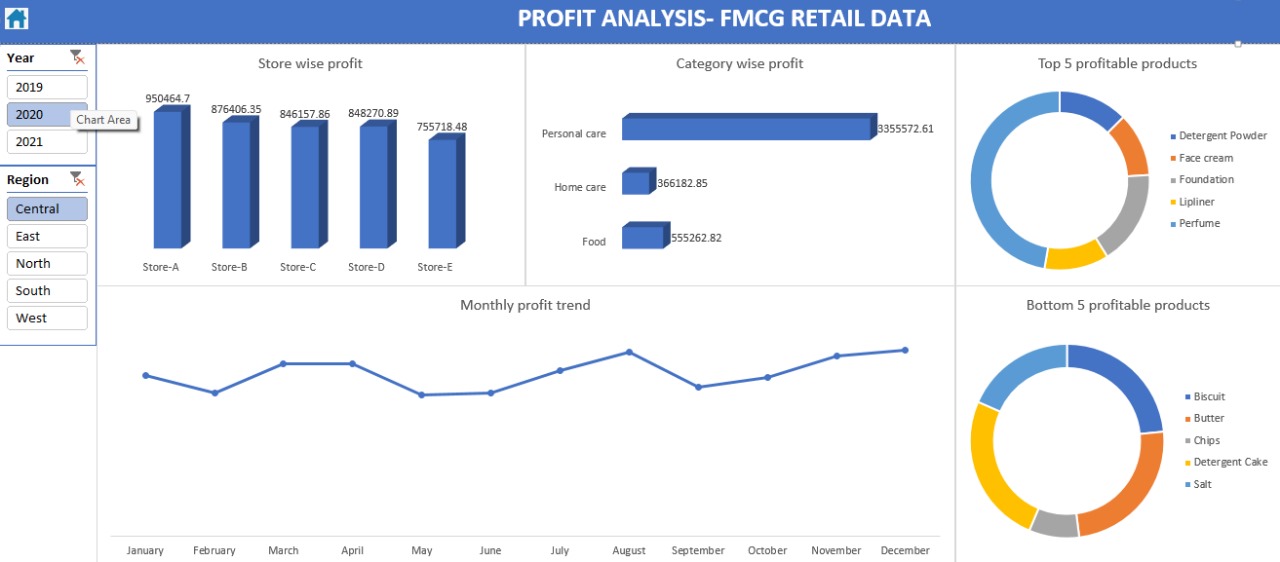 PROFIT ANALYSIS- FMCG RETAIL DATA
Year
2019
2020
2021
Chart Area
Region
Central
East
North
South
West
Store wise profit
950464.7
876406.35
846157.86
848270.89
755718.48
Store-A
Store-B
Store-C
Store-D
Store-E
Category wise profit
Personal care
3355572.61
Home care
366182.85
Food
555262.82
Top 5 profitable products
Detergent Powder
Face cream
Foundation
Lipliner
Perfume
Monthly profit trend
January
February
March
April
May
June
July
August
September
October
November
December
Bottom 5 profitable products
Biscuit
Butter
Chips
Detergent Cake
Salt